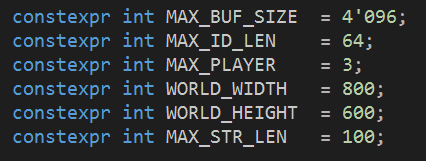 constexpr int MAX_BUF_SIZE = 4'096;
constexpr int MAX_ID_LEN = 64;
constexpr int MAX_PLAYER = 3;
constexpr int WORLD_WIDTH = 800;
constexpr int WORLD_HEIGHT = 600;
constexpr int MAX_STR_LEN = 100;